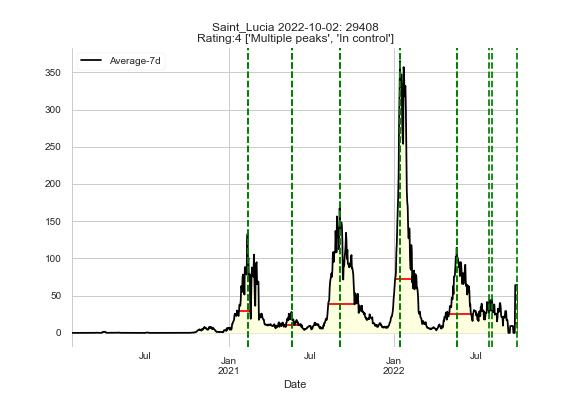 Saint_Lucia 2022-10-02: 29408
Rating:4 ['Multiple peaks', 'In control']
Average-7d
350
300
250
200
150
100
50
0
Jul
Jan
2021
Jul
Jan
2022
Jul
Date